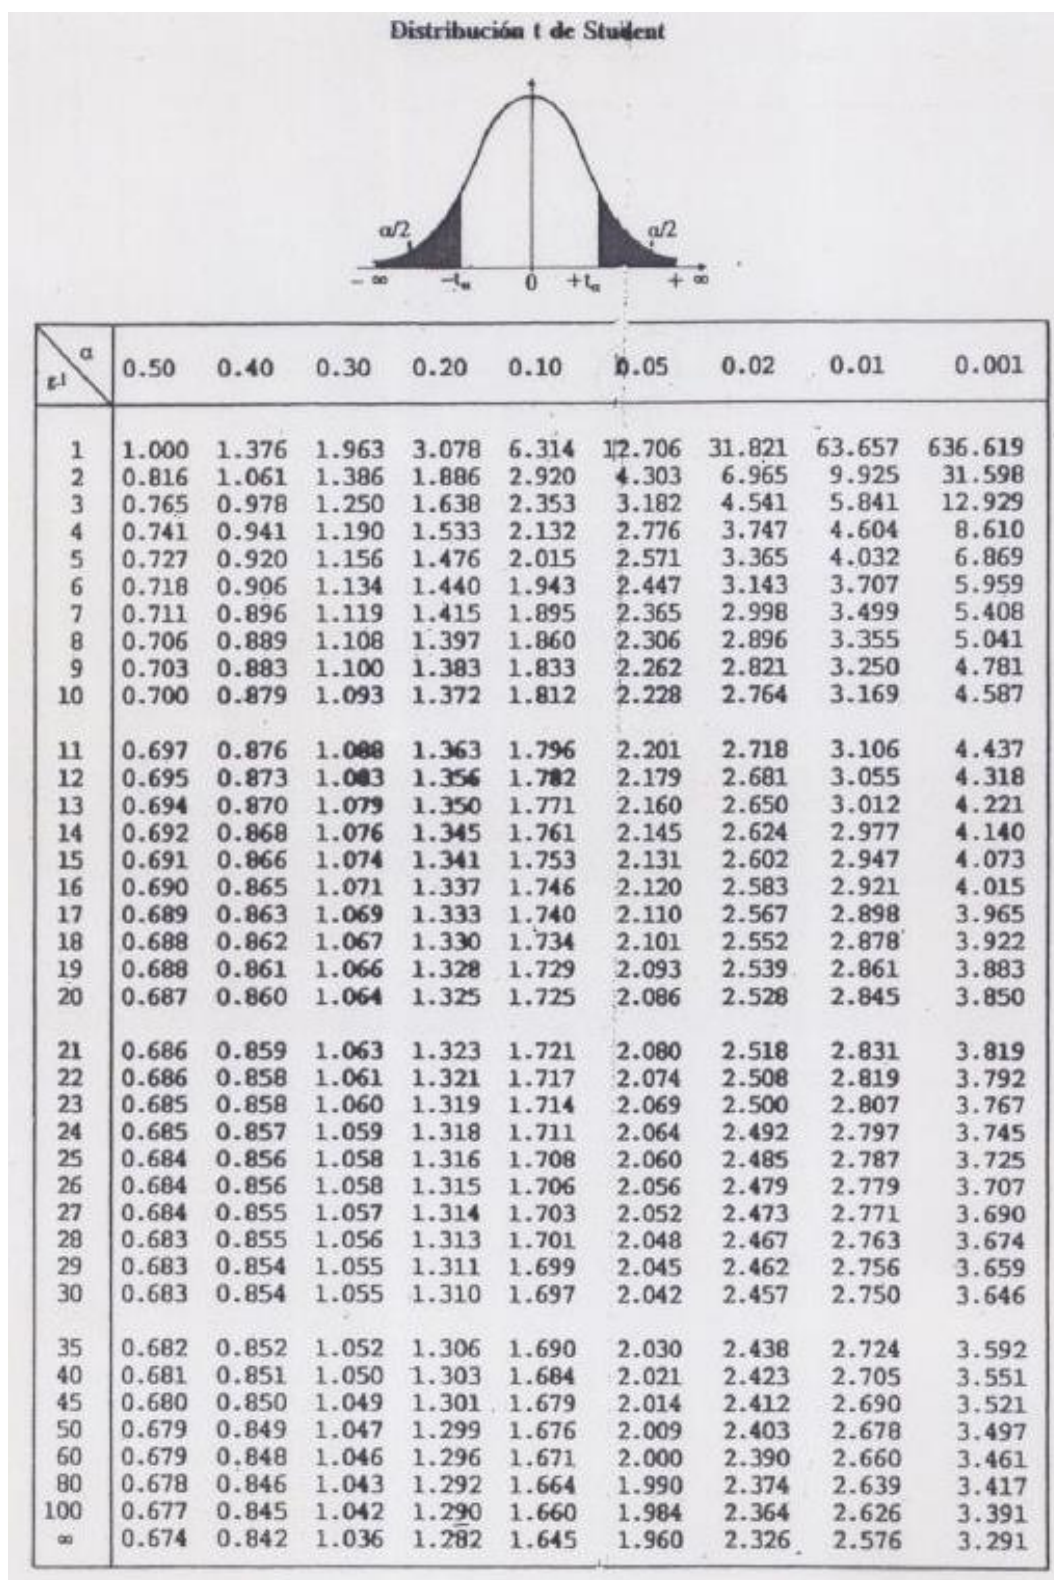 Distribución t de Student
α/2 α/2
- ∞ -tα 0 +tα + ∞
α
g.l 0.50 0.40 0.30 0.20 0.10 0.05 0.02 0.01 0.001
1 1.000 1.376 1.963 3.078 6.314 12.706 31.821 63.657 636.619
2 0.816 1.061 1.386 1.886 2.920 4.303 6.965 9.925 31.598
3 0.765 0.978 1.250 1.638 2.353 3.182 4.541 5.841 12.929
4 0.741 0.941 1.190 1.533 2.132 2.776 3.747 4.604 8.610
5 0.727 0.920 1.156 1.476 2.015 2.571 3.365 4.032 6.869
6 0.718 0.906 1.134 1.440 1.943 2.447 3.143 3.707 5.959
7 0.711 0.896 1.119 1.415 1.895 2.365 2.998 3.499 5.408
8 0.706 0.889 1.108 1.397 1.860 2.306 2.896 3.355 5.041
9 0.703 0.883 1.100 1.383 1.833 2.262 2.821 3.250 4.781
10 0.700 0.879 1.093 1.372 1.812 2.228 2.764 3.169 4.587
11 0.697 0.876 1.088 1.363 1.796 2.201 2.718 3.106 4.437
12 0.695 0.873 1.083 1.356 1.782 2.179 2.681 3.055 4.318
13 0.694 0.870 1.079 1.350 1.771 2.160 2.650 3.012 4.221
14 0.692 0.868 1.076 1.345 1.761 2.145 2.624 2.977 4.140
15 0.691 0.866 1.074 1.341 1.753 2.131 2.602 2.947 4.073
16 0.690 0.865 1.071 1.337 1.746 2.120 2.583 2.921 4.015
17 0.689 0.863 1.069 1.333 1.740 2.110 2.567 2.898 3.965
18 0.688 0.862 1.067 1.330 1.734 2.101 2.552 2.878 3.922
19 0.688 0.861 1.066 1.328 1.729 2.093 2.539 2.861 3.883
20 0.687 0.860 1.064 1.325 1.725 2.086 2.528 2.845 3.850
21 0.686 0.859 1.063 1.323 1.721 2.080 2.518 2.831 3.819
22 0.686 0.858 1.061 1.321 1.717 2.074 2.508 2.819 3.792
23 0.685 0.858 1.060 1.319 1.714 2.069 2.500 2.807 3.767
24 0.685 0.857 1.059 1.318 1.711 2.064 2.492 2.797 3.745
25 0.684 0.856 1.058 1.316 1.708 2.060 2.485 2.787 3.725
26 0.684 0.856 1.058 1.315 1.706 2.056 2.479 2.779 3.707
27 0.684 0.855 1.057 1.314 1.703 2.052 2.473 2.771 3.690
28 0.683 0.855 1.056 1.313 1.701 2.048 2.467 2.763 3.674
29 0.683 0.854 1.055 1.311 1.699 2.045 2.462 2.756 3.659
30 0.683 0.854 1.055 1.310 1.697 2.042 2.457 2.750 3.646
35 0.682 0.852 1.052 1.306 1.690 2.030 2.438 2.724 3.592
40 0.681 0.851 1.050 1.303 1.684 2.021 2.423 2.705 3.551
45 0.680 0.850 1.049 1.301 1.679 2.014 2.412 2.690 3.521
50 0.679 0.849 1.047 1.299 1.676 2.009 2.403 2.678 3.497
60 0.679 0.848 1.046 1.296 1.671 2.000 2.390 2.660 3.461
80 0.678 0.846 1.043 1.292 1.664 1.990 2.374 2.639 3.417
100 0.677 0.845 1.042 1.290 1.660 1.984 2.364 2.626 3.391
∞ 0.674 0.842 1.036 1.282 1.645 1.960 2.326 2.576 3.291